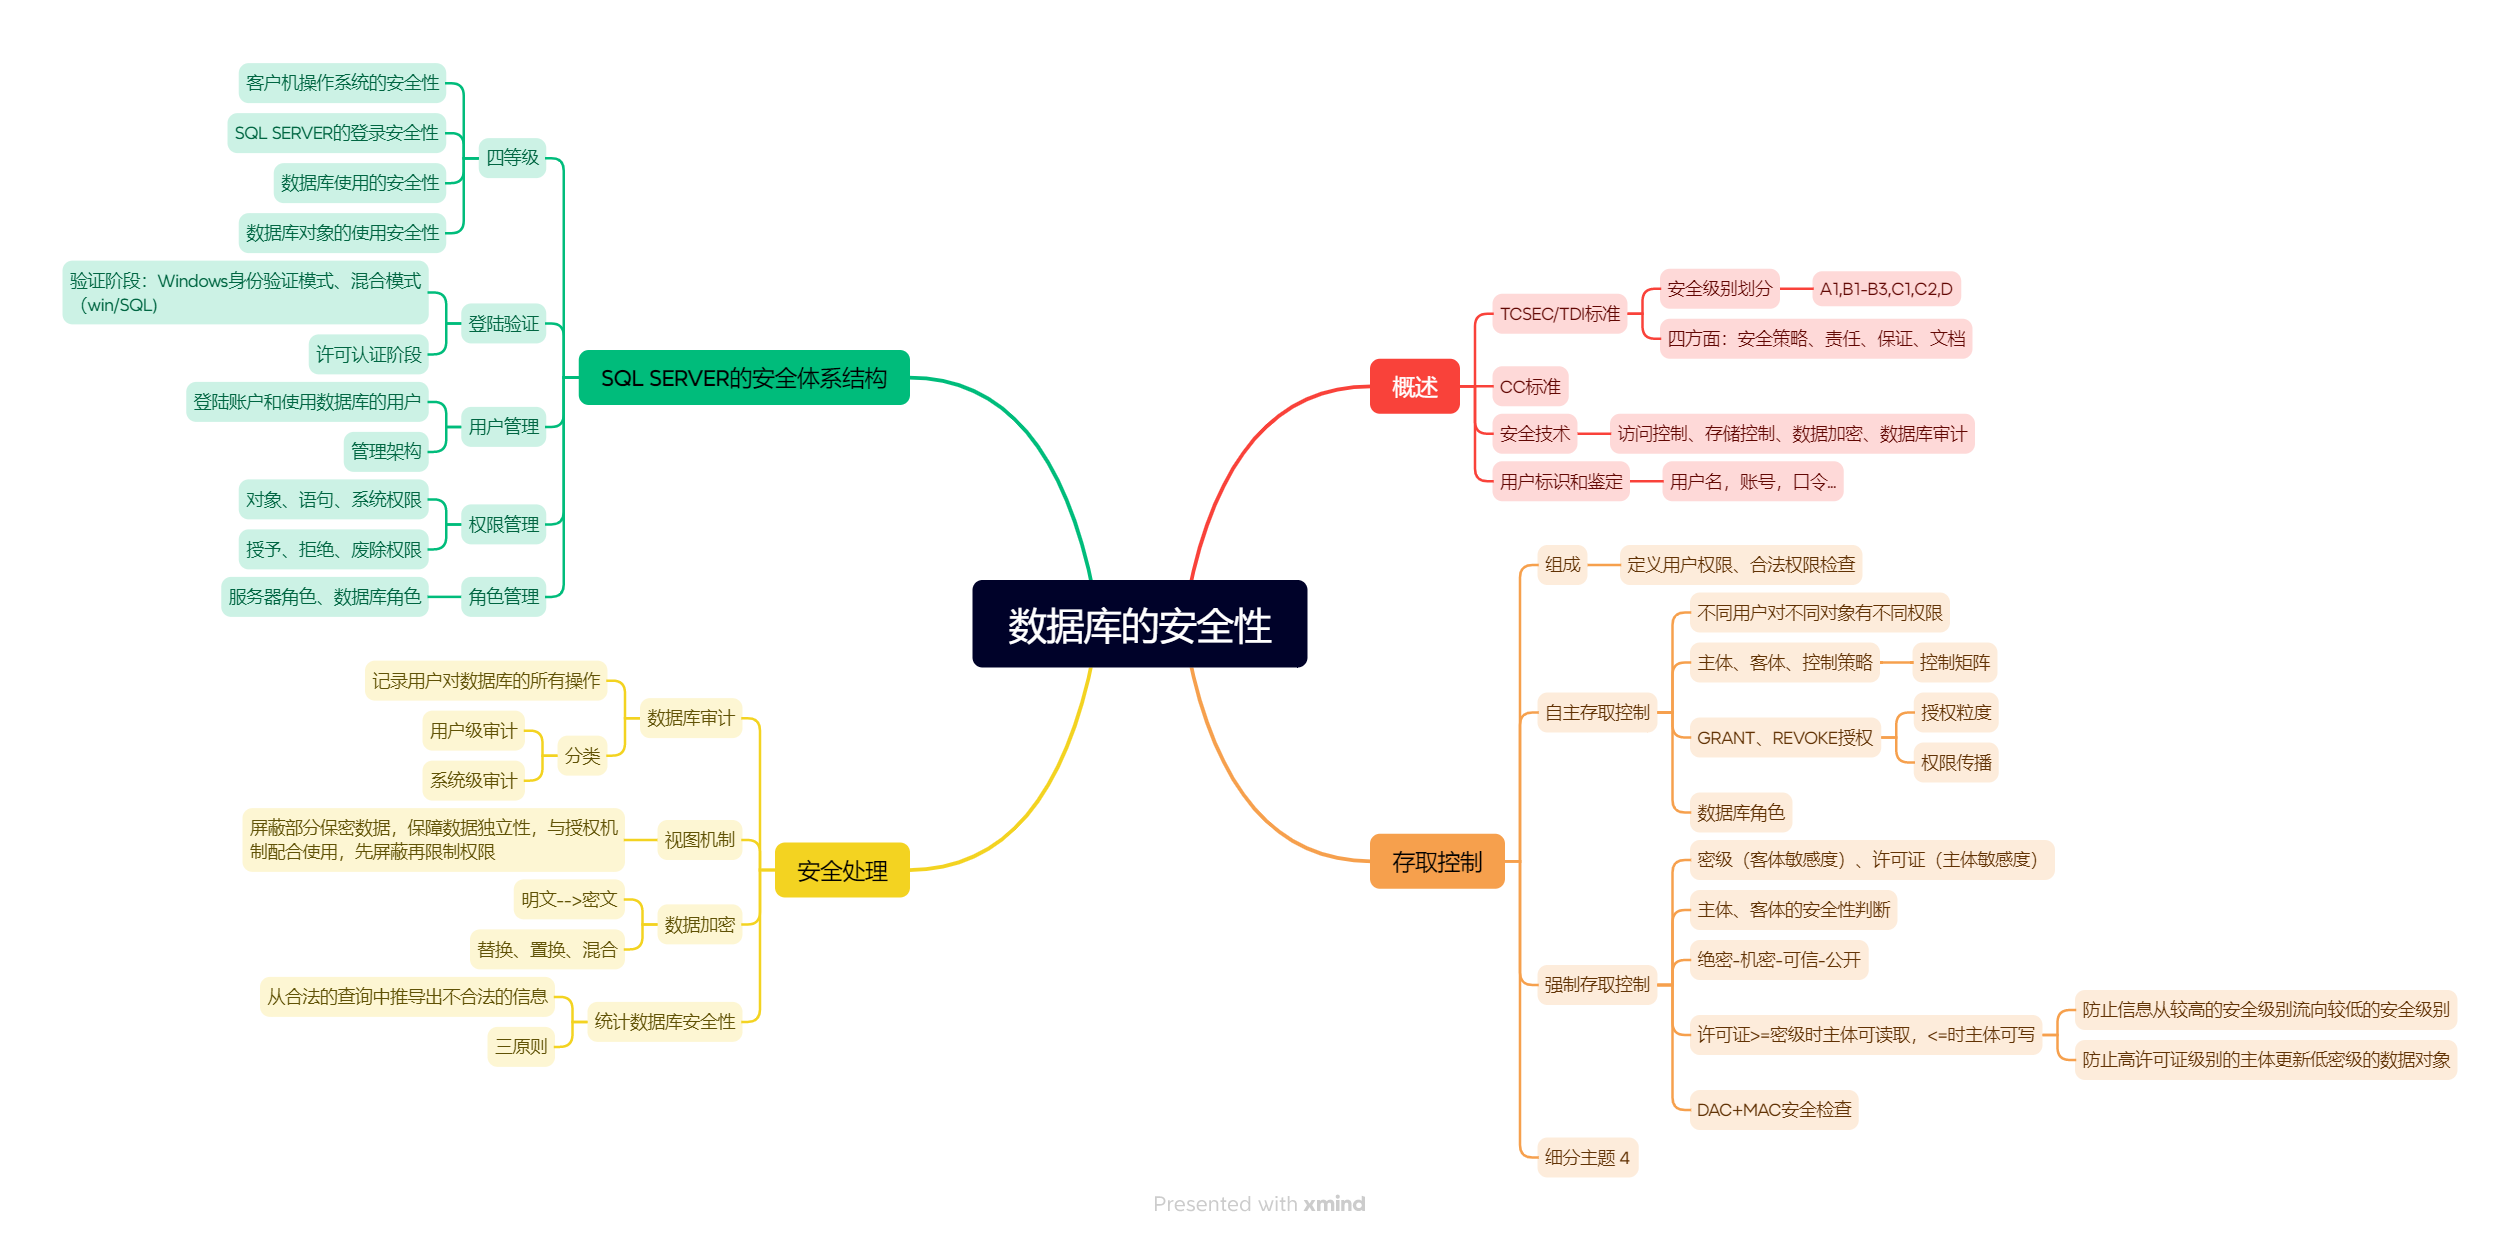 数据库的安全性
概述
TCSEC/TDI标准
安全级别划分
A1,B1-B3,C1,C2,D
四方面：安全策略、责任、保证、文档
CC标准
安全技术
访问控制、存储控制、数据加密、数据库审计
用户标识和鉴定
用户名，账号，口令...
存取控制
组成
定义用户权限、合法权限检查
自主存取控制
不同用户对不同对象有不同权限
主体、客体、控制策略
控制矩阵
GRANT、REVOKE授权
授权粒度
权限传播
数据库角色
强制存取控制
密级（客体敏感度）、许可证（主体敏感度）
主体、客体的安全性判断
绝密-机密-可信-公开
许可证>=密级时主体可读取，<=时主体可写
防止信息从较高的安全级别流向较低的安全级别
防止高许可证级别的主体更新低密级的数据对象
DAC+MAC安全检查
细分主题 4
SQL SERVER的安全体系结构
四等级
客户机操作系统的安全性
SQL SERVER的登录安全性
数据库使用的安全性
数据库对象的使用安全性
登陆验证
验证阶段：Windows身份验证模式、混合模式
（win/SQL)
许可认证阶段
用户管理
登陆账户和使用数据库的用户
管理架构
权限管理
对象、语句、系统权限
授予、拒绝、废除权限
角色管理
服务器角色、数据库角色
安全处理
数据库审计
记录用户对数据库的所有操作
分类
用户级审计
系统级审计
视图机制
屏蔽部分保密数据，保障数据独立性，与授权机
制配合使用，先屏蔽再限制权限
数据加密
明文-->密文
替换、置换、混合
统计数据库安全性
从合法的查询中推导出不合法的信息
三原则
Presented with xmind